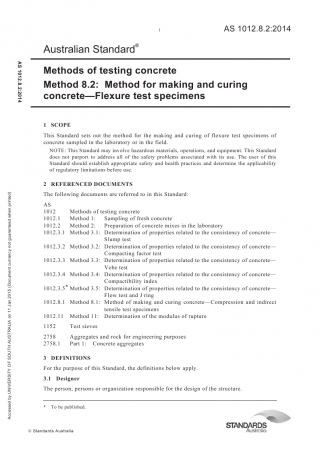 1
AS 1012.8.2:2014
Australian Standard®
Methods of testing concrete
Method 8.2: Method for making and curing
concrete—Flexure test specimens
1 SCOPE
This Standard sets out the method for the making and curing of flexure test specimens of
concrete sampled in the laboratory or in the field.
NOTE: This Standard may involve hazardous materials, operations, and equipment. This Standard
does not purport to address all of the safety problems associated with its use. The user of this
Standard should establish appropriate safety and health practices and determine the applicability
of regulatory limitations before use.
2 REFERENCED DOCUMENTS
The following documents are referred to in this Standard:
AS
1012 Methods of testing concrete
1012.1 Method 1: Sampling of fresh concrete
1012.2 Method 2: Preparation of concrete mixes in the laboratory
1012.3.1 Method 3.1: Determination of properties related to the consistency of concrete—
Slump test
1012.3.2 Method 3.2: Determination of properties related to the consistency of concrete—
Compacting factor test
1012.3.3 Method 3.3: Determination of properties related to the consistency of concrete—
Vebe test
1012.3.4 Method 3.4: Determination of properties related to the consistency of concrete—
Compactibility index
1012.3.5* Method 3.5: Determination of properties related to the consistency of concrete—
Flow test and J ring
1012.8.1 Method 8.1: Method of making and curing concrete—Compression and indirect
tensile test specimens
1012.11 Method 11: Determination of the modulus of rupture
1152 Test sieves
2758 Aggregates and rock for engineering purposes
2758.1 Part 1: Concrete aggregates
3 DEFINITIONS
For the purpose of this Standard, the definitions below apply.
3.1 Designer
The person, persons or organisation responsible for the design of the structure.
* To be published.
© Standards Australia
STANDARDS
Australia
AS 1012.8.2:2014
Accessed by UNIVERSITY OF SOUTH AUSTRALIA on 11 Jan 2015 (Document currency not guaranteed when printed)